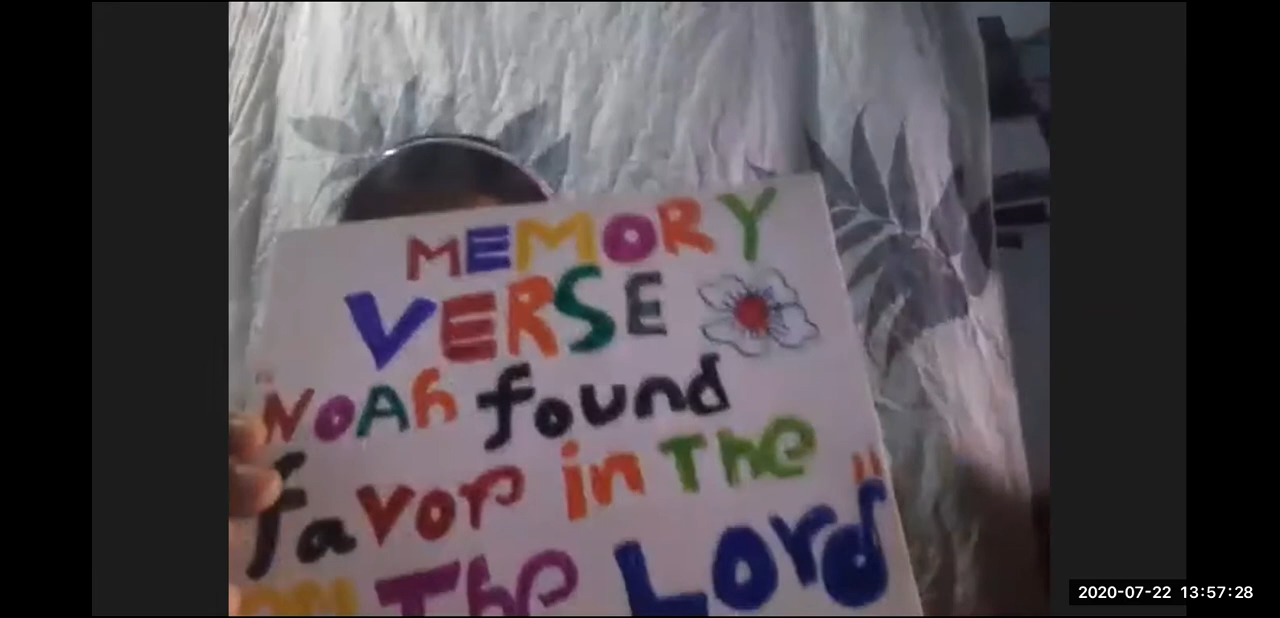 MEMORY
VERSE
"NOAh found
favor in The
The Lord"
2020-07-22 13:57:28